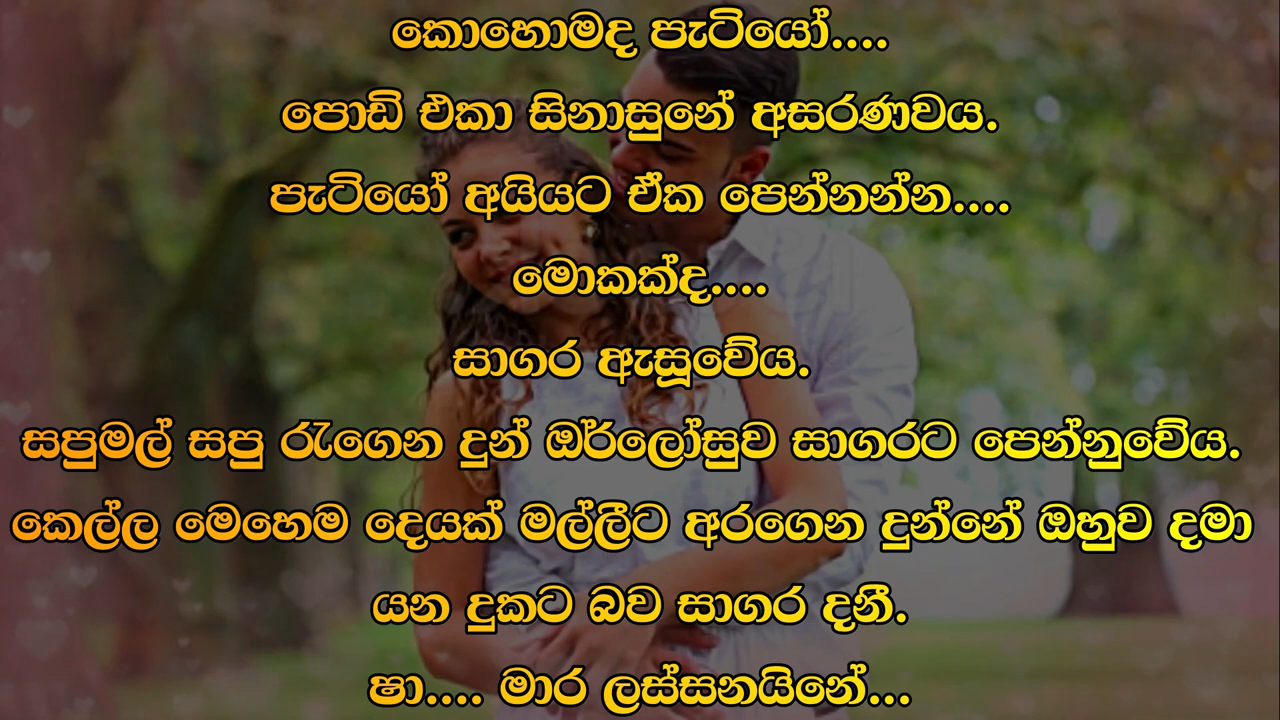 කොහොමද පැටියෝ....
පොඩි එකා සිනාසුනේ අසරණවය.
පැටියෝ අයියට ඒක පෙන්නන්න....
මොකක්ද....
සාගර ඇසූවේය.
සපුමල් සපු රැගෙන දුන් ඔර්ලෝසුව සාගරට පෙන්නුවේය.
කෙල්ල මෙහෙම දෙයක් මල්ලීට අරගෙන දුන්නේ ඔහුව දමා
යන දුකට බව සාගර දනී.
ෂා.... මාර ලස්සනයිනේ...